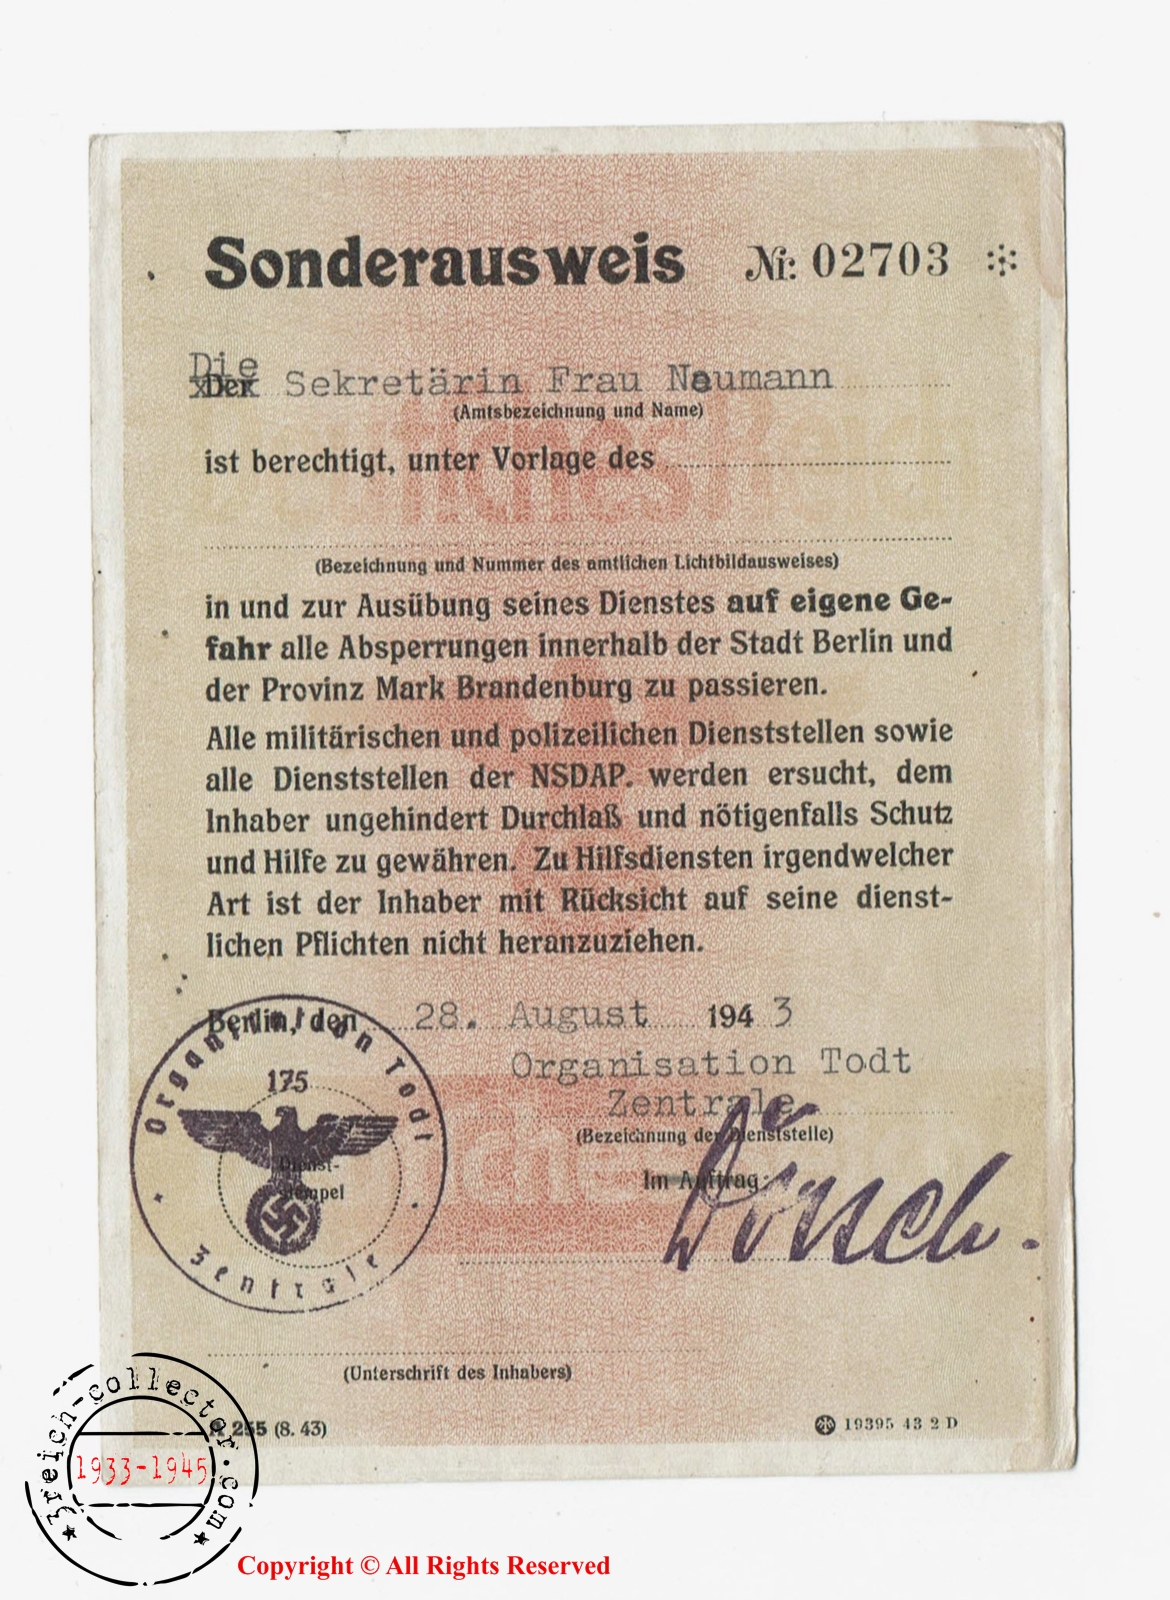 Sonderausweis Nr. 02703 *
Die
Der Sekretärin Frau Neumann
(Amtsbezeichnung und Name)
ist berechtigt, unter Vorlage des
(Bezeichnung und Nummer des amtlichen Lichtbildausweises)
in und zur Ausübung seines Dienstes auf eigene Ge-
fahr alle Absperrungen innerhalb der Stadt Berlin und
der Provinz Mark Brandenburg zu passieren.
Alle militärischen und polizeilichen Dienststellen sowie
alle Dienststellen der NSDAP. werden ersucht, dem
Inhaber ungehindert Durchlaß und nötigenfalls Schutz
und Hilfe zu gewähren. Zu Hilfsdiensten irgendwelcher
Art ist der Inhaber mit Rücksicht auf seine dienst-
lichen Pflichten nicht heranzuziehen.
Berlin, den 28. August 1943
Organisation Todt
Zentrale
(Bezeichnung der Dienststelle)
Im Auftrag:
Organisation Todt
175
Dienst-
stempel
Zentrale
(Unterschrift des Inhabers)
255 (8. 43)
19395 43 2 D
3reich-collector.com
1933-1945
Copyright © All Rights Reserved